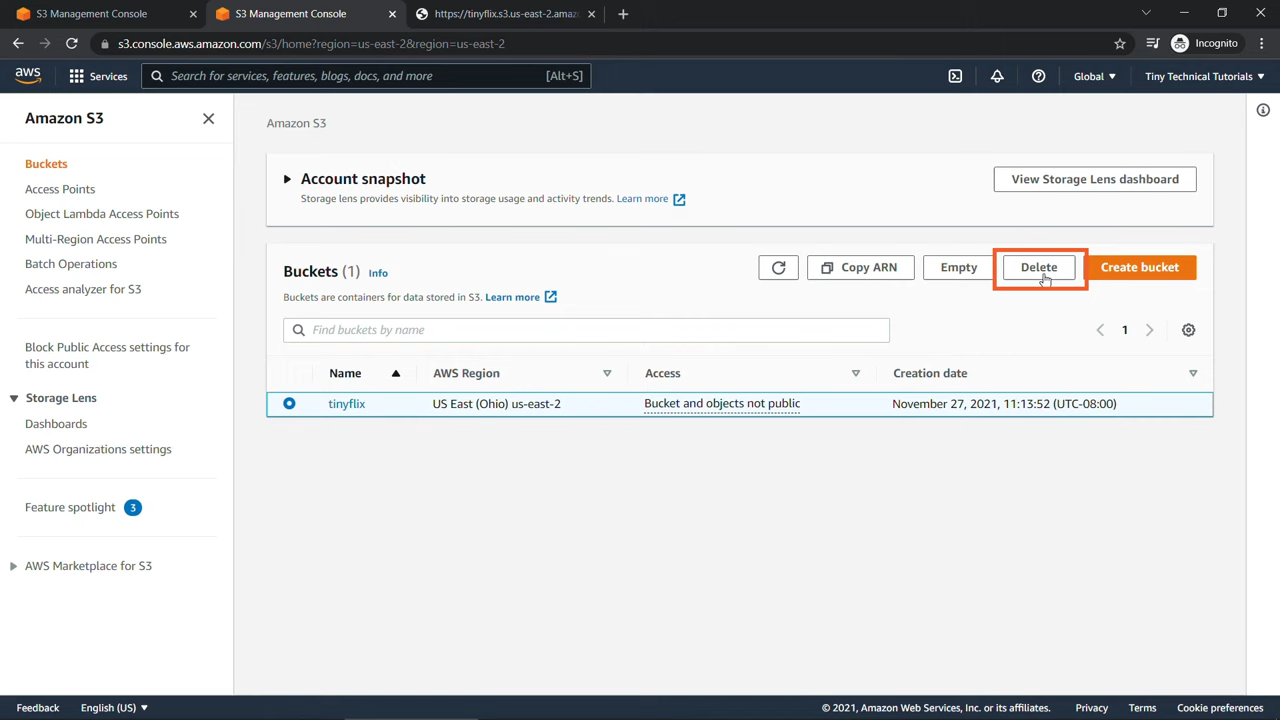 S3 Management Console
S3 Management Console
https://tinyflix.s3.us-east-2.amaz
s3.console.aws.amazon.com/s3/home?region=us-east-2&region=us-east-2
Incognito
aws
Services
Search for services, features, blogs, docs, and more
[Alt+S]
Global
Tiny Technical Tutorials
Amazon S3
Buckets
Access Points
Object Lambda Access Points
Multi-Region Access Points
Batch Operations
Access analyzer for S3
Block Public Access settings for
this account
Storage Lens
Dashboards
AWS Organizations settings
Feature spotlight 3
AWS Marketplace for S3
Amazon S3
Account snapshot
View Storage Lens dashboard
Storage lens provides visibility into storage usage and activity trends. Learn more
Buckets (1) Info
Copy ARN
Empty
Delete
Create bucket
Buckets are containers for data stored in S3. Learn more
Find buckets by name
1
Name
AWS Region
Access
Creation date
tinyflix
US East (Ohio) us-east-2
Bucket and objects not public
November 27, 2021, 11:13:52 (UTC-08:00)
Feedback
English (US)
© 2021, Amazon Web Services, Inc. or its affiliates.
Privacy
Terms
Cookie preferences